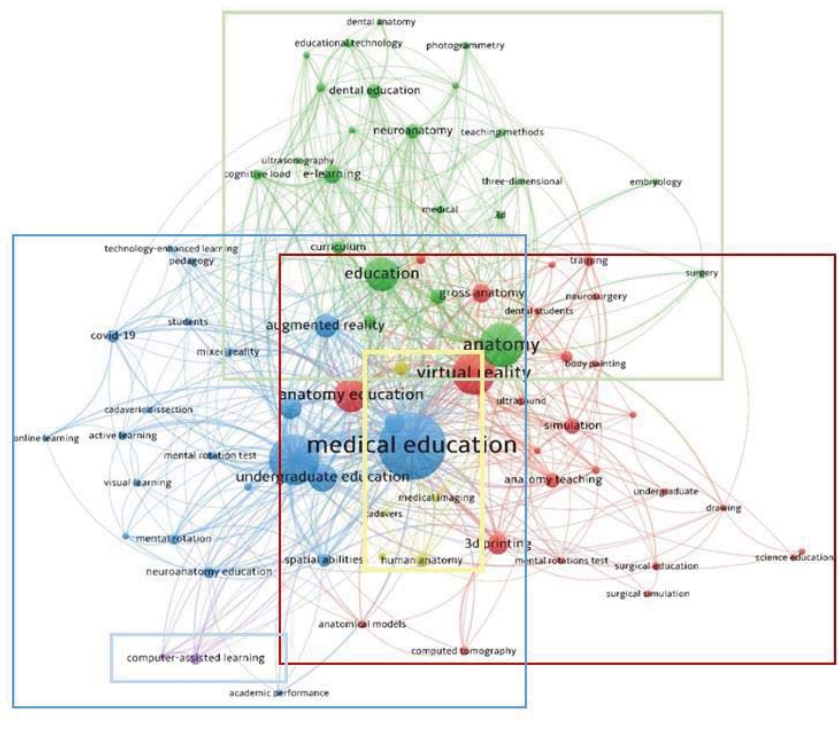 dental anatomy
educational technology
photogrammetry
dental education
neuroanatomy
teaching methods
ultrasonography
cognitive load
e-learning
three-dimensional
embryology
medical
3d
technology-enhanced learning
curriculum
pedagogy
training
education
surgery
gross anatomy
neurosurgery
dental students
students
augmented reality
covid-19
anatomy
mixed reality
body painting
virtual reality
anatomy education
ultrasound
cadaveric dissection
simulation
online learning
active learning
medical education
mental rotation test
undergraduate education
anatomy teaching
visual learning
medical imaging
undergraduate
drawing
cadavers
mental rotation
3d printing
science education
spatial abilities
human anatomy
mental rotations test
surgical education
neuroanatomy education
surgical simulation
anatomical models
computed tomography
computer-assisted learning
academic performance